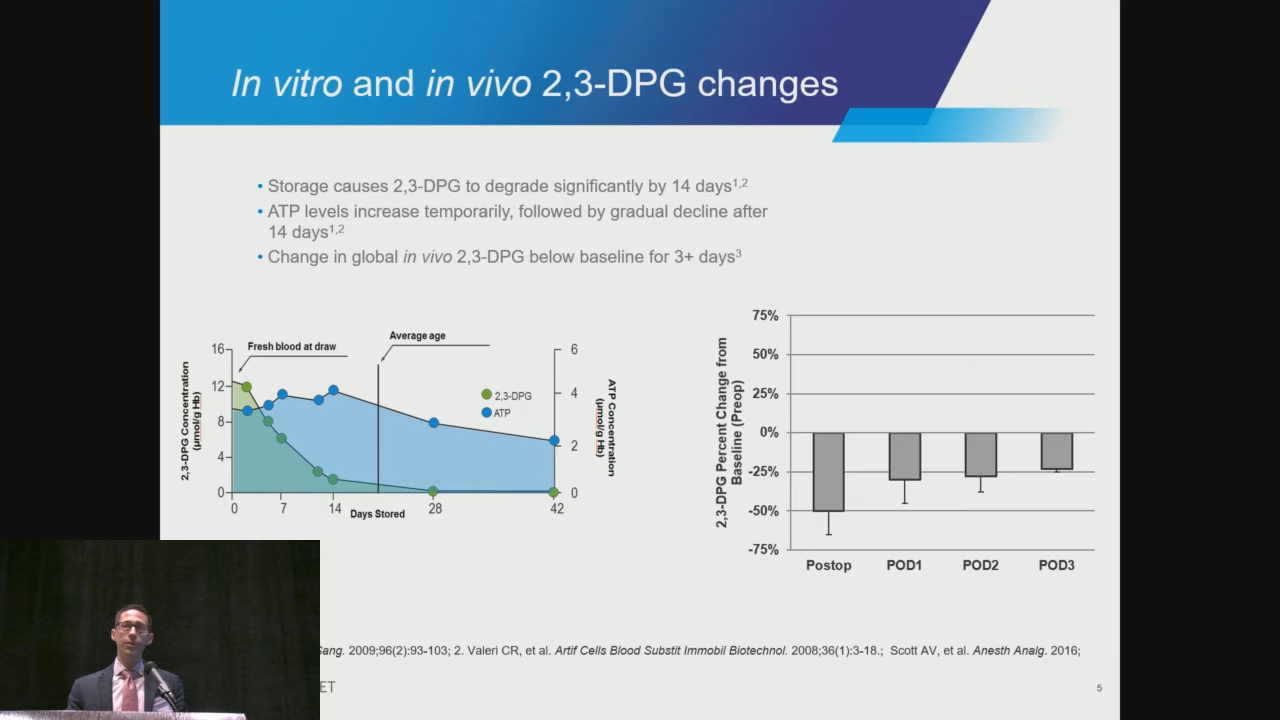 In vitro and in vivo 2,3-DPG changes
• Storage causes 2,3-DPG to degrade significantly by 14 days1,2
• ATP levels increase temporarily, followed by gradual decline after
14 days1,2
• Change in global in vivo 2,3-DPG below baseline for 3+ days3
Fresh blood at draw
Average age
2,3-DPG Concentration
(µmol/g Hb)
16
12
8
4
0
2,3-DPG
ATP
6
4
2
0
ATP Concentration
(µmol/g Hb)
0 7 14 28 42
Days Stored
2,3-DPG Percent Change from
Baseline (Preop)
75%
50%
25%
0%
-25%
-50%
-75%
Postop POD1 POD2 POD3
Sang. 2009;96(2):93-103; 2. Valeri CR, et al. Artif Cells Blood Substit Immobil Biotechnol. 2008;36(1):3-18.; Scott AV, et al. Anesth Analg. 2016;
ET
5